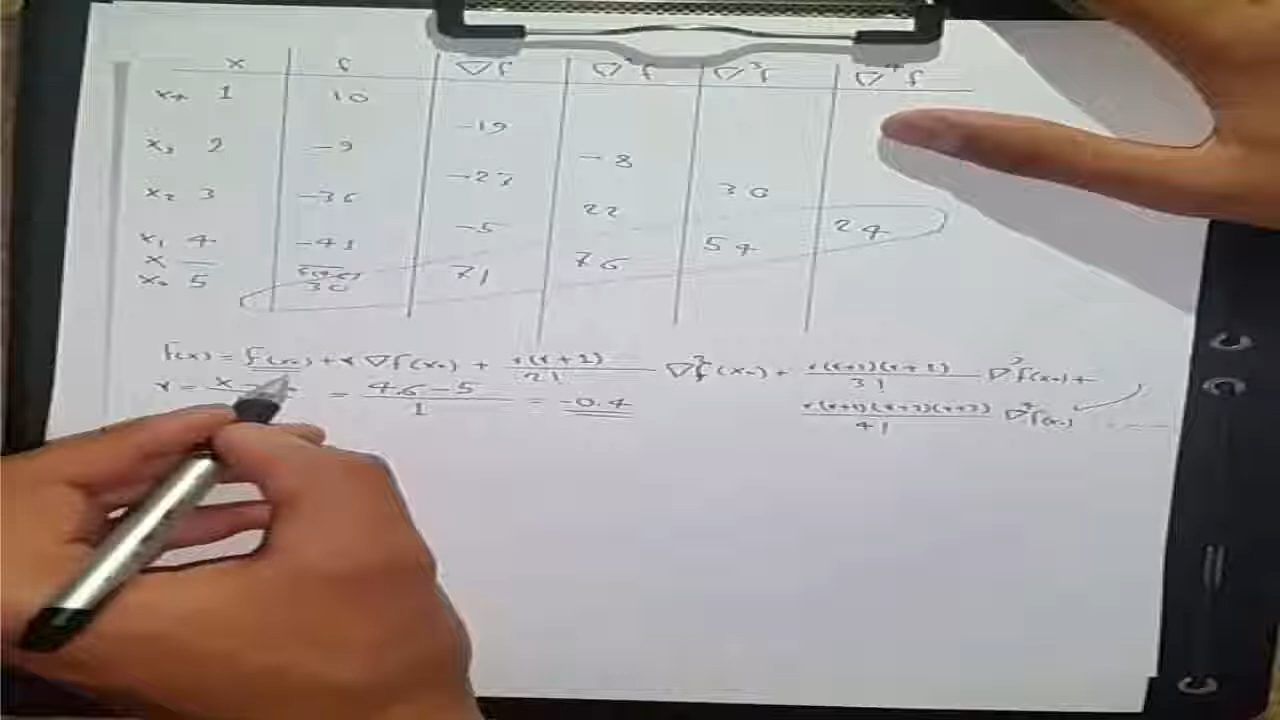 x f ∇f ∇²f ∇³f ∇⁴f
x₄ 1 10
-19
x₃ 2 -9 -8
-27 30
x₂ 3 -36 22 24
-5 54
x₁ 4 -41 76
x — 71
x₀ 5 30
f(x) = f(x₀) + r ∇f(x₀) + r(r+1)/2! ∇²f(x₀) + r(r+1)(r+2)/3! ∇³f(x₀) +
r = x - = 4.6-5/1 = -0.4 r(r+1)(r+2)(r+3)/4! ∇⁴f(x₀) ......